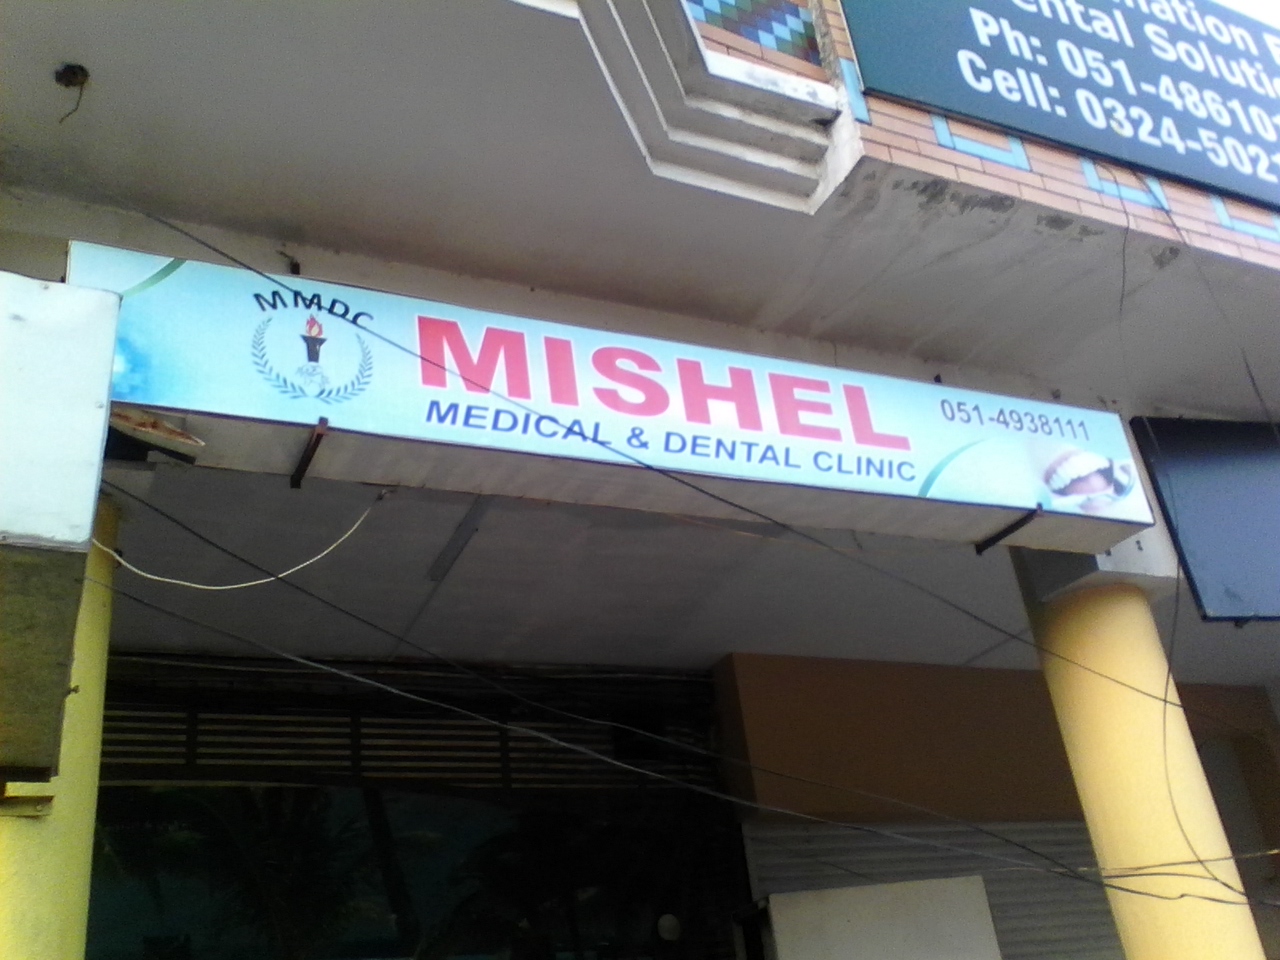 Ph: 051-48610
Cell: 0324-502
MMDC
MISHEL
MEDICAL & DENTAL CLINIC
051-4938111